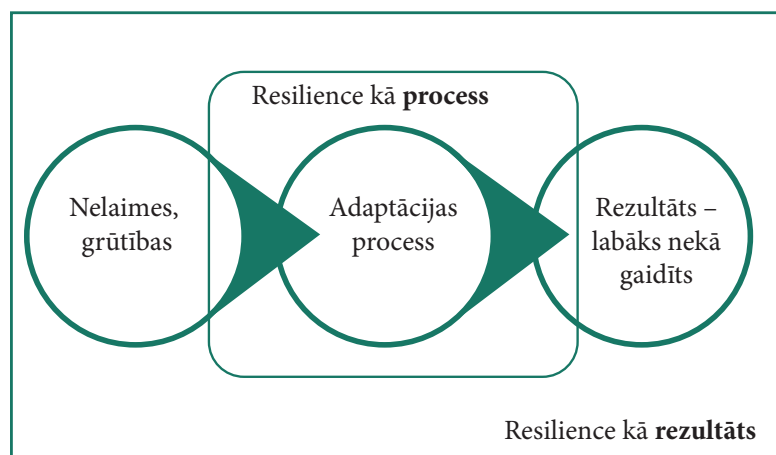 Resilience kā process
Nelaimes,
grūtības
Adaptācijas
process
Rezultāts –
labāks nekā
gaidīts
Resilience kā rezultāts